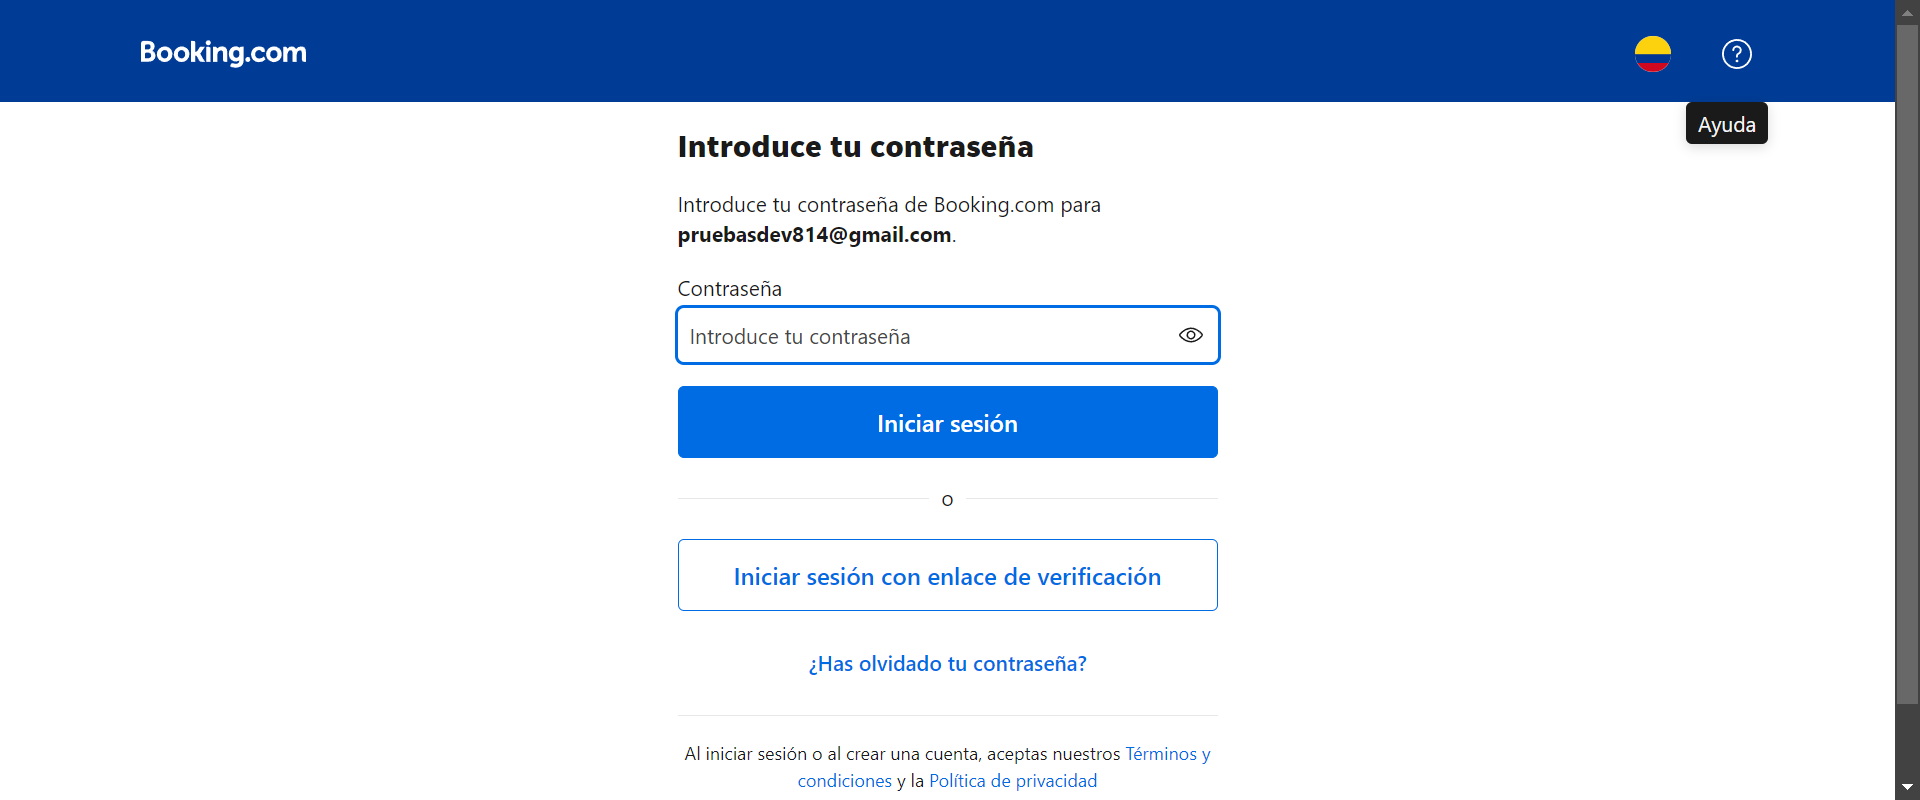 Booking.com
?
Ayuda
Introduce tu contraseña
Introduce tu contraseña de Booking.com para
pruebasdev814@gmail.com.
Contraseña
Introduce tu contraseña
Iniciar sesión
o
Iniciar sesión con enlace de verificación
¿Has olvidado tu contraseña?
Al iniciar sesión o al crear una cuenta, aceptas nuestros Términos y
condiciones y la Política de privacidad